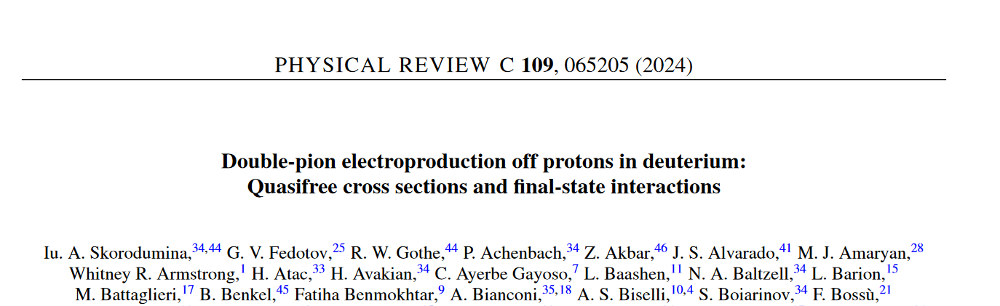 PHYSICAL REVIEW C 109, 065205 (2024)
Double-pion electroproduction off protons in deuterium:
Quasifree cross sections and final-state interactions
Iu. A. Skorodumina,34,44 G. V. Fedotov,25 R. W. Gothe,44 P. Achenbach,34 Z. Akbar,46 J. S. Alvarado,41 M. J. Amaryan,28
Whitney R. Armstrong,1 H. Atac,33 H. Avakian,34 C. Ayerbe Gayoso,7 L. Baashen,11 N. A. Baltzell,34 L. Barion,15
M. Battaglieri,17 B. Benkel,45 Fatiha Benmokhtar,9 A. Bianconi,35,18 A. S. Biselli,10,4 S. Boiarinov,34 F. Bossù,21